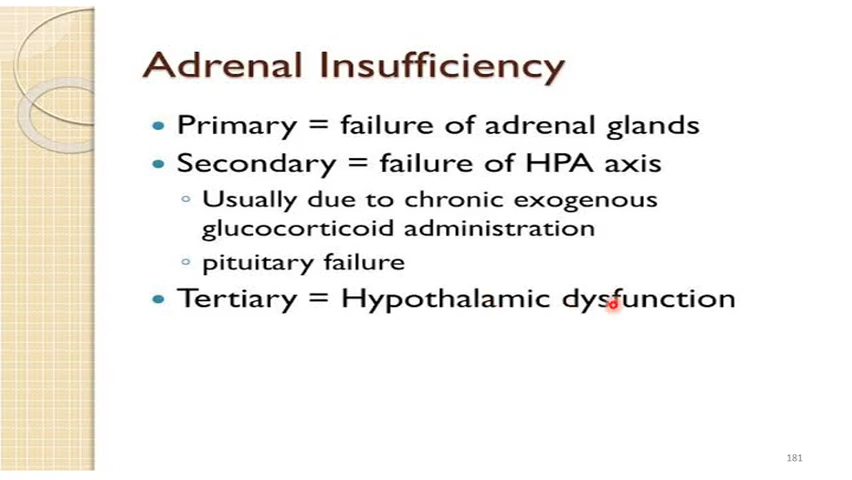 Adrenal Insufficiency
• Primary = failure of adrenal glands
• Secondary = failure of HPA axis
◦ Usually due to chronic exogenous
glucocorticoid administration
◦ pituitary failure
• Tertiary = Hypothalamic dysfunction
181